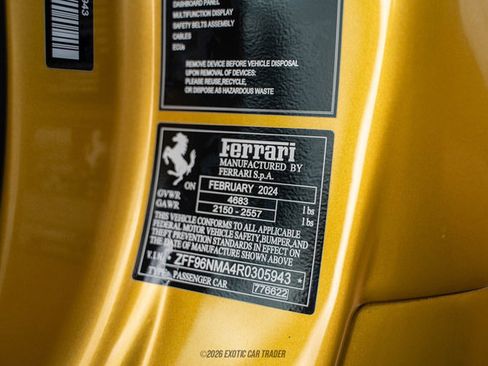 943
DASHBOARD PANEL
MULTIFUNCTION DISPLAY
SAFETY BELTS ASSEMBLY
CABLES
ECUs
REMOVE DEVICE BEFORE VEHICLE DISPOSAL
UPON REMOVAL OF DEVICES:
PLEASE REUSE,RECYCLE,
OR DISPOSE AS HAZARDOUS WASTE
Ferrari
MANUFACTURED BY
FERRARI S.p.A.
ON FEBRUARY 2024
GVWR 4683 lbs
GAWR 2150 - 2557 lbs
THIS VEHICLE CONFORMS TO ALL APPLICABLE
FEDERAL MOTOR VEHICLE SAFETY,BUMPER,AND
THEFT PREVENTION STANDARDS IN EFFECT ON
THE DATE OF MANUFACTURE SHOWN ABOVE
V.I.N. * ZFF96NMA4R0305943 *
TYPE: PASSENGER CAR 776622
©2026 EXOTIC CAR TRADER